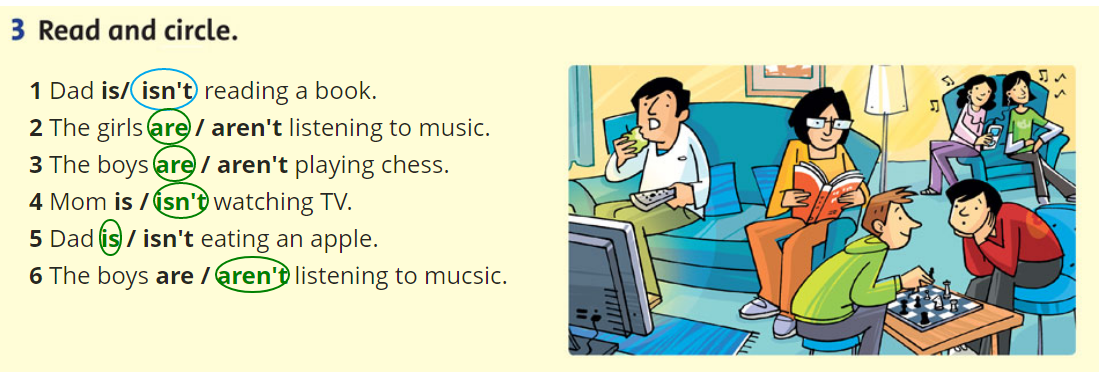 3 Read and circle.
1 Dad is/ isn't reading a book.
2 The girls are / aren't listening to music.
3 The boys are / aren't playing chess.
4 Mom is / isn't watching TV.
5 Dad is / isn't eating an apple.
6 The boys are / aren't listening to mucsic.